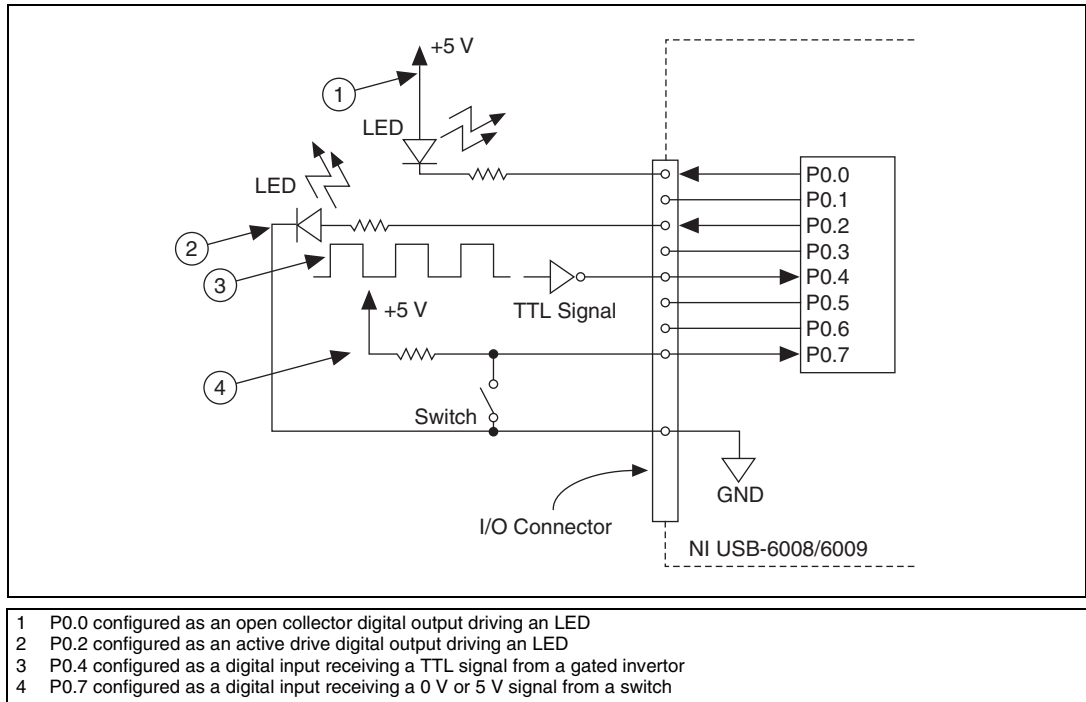 +5 V
1
LED
LED
P0.0
P0.1
P0.2
2
P0.3
3
P0.4
TTL Signal
P0.5
+5 V
P0.6
P0.7
4
Switch
GND
I/O Connector
NI USB-6008/6009
1 P0.0 configured as an open collector digital output driving an LED
2 P0.2 configured as an active drive digital output driving an LED
3 P0.4 configured as a digital input receiving a TTL signal from a gated invertor
4 P0.7 configured as a digital input receiving a 0 V or 5 V signal from a switch